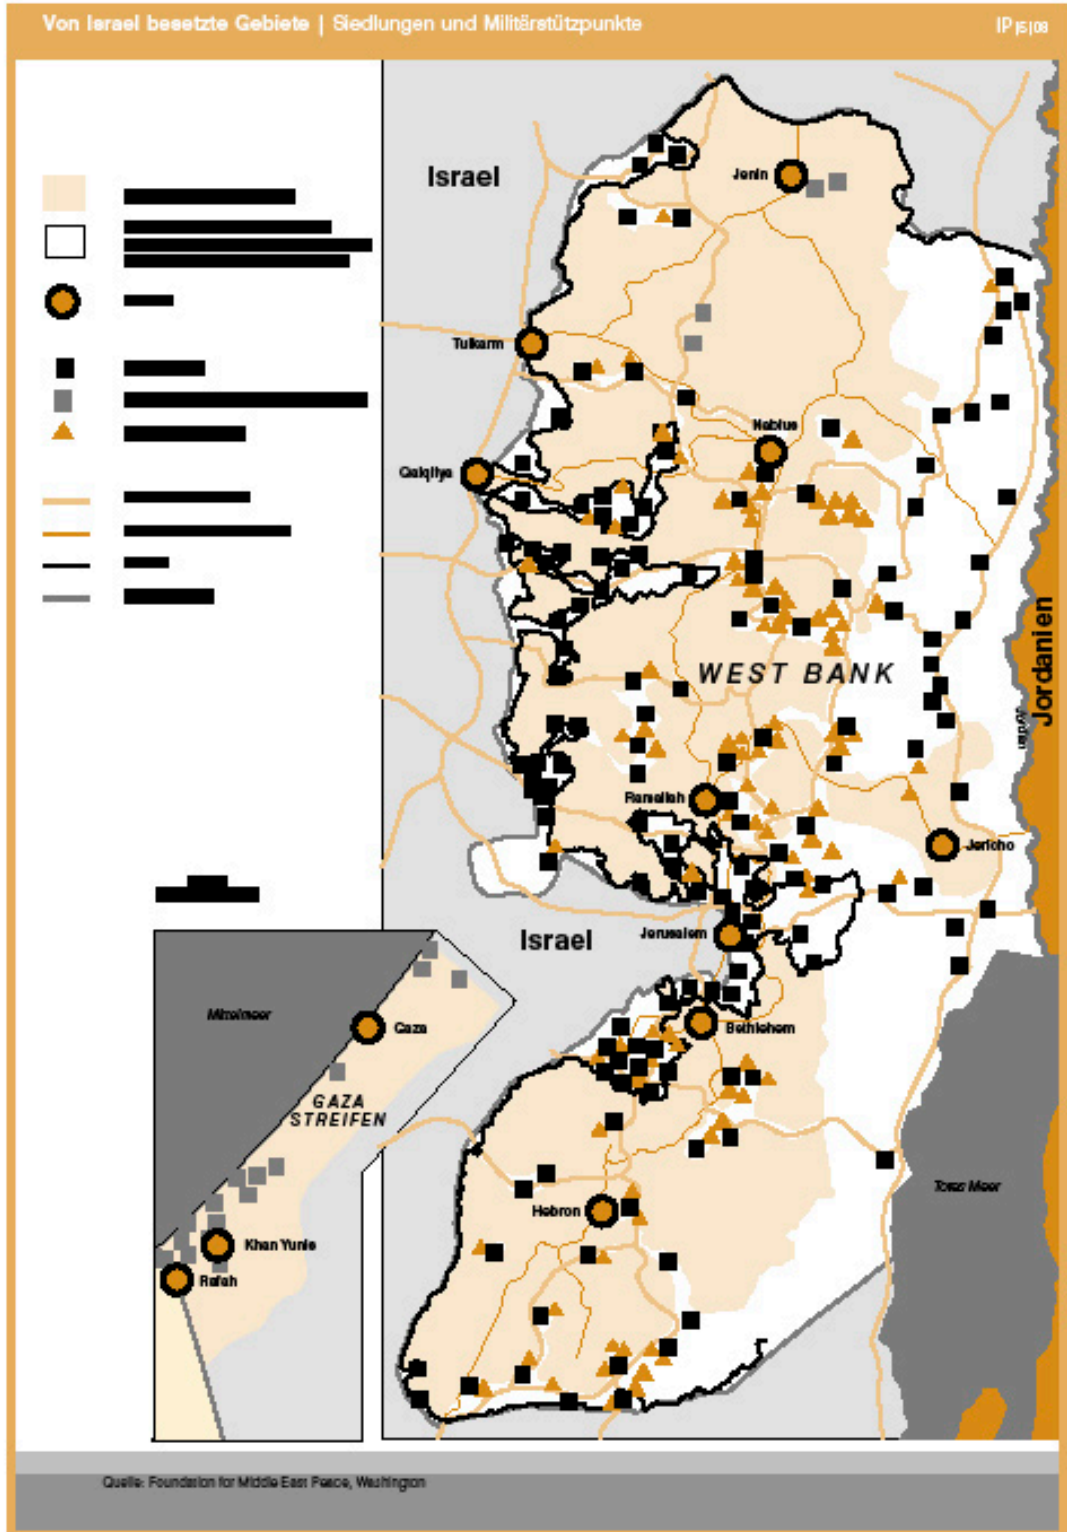 Von Israel besetzte Gebiete | Siedlungen und Militärstützpunkte
IP|5|08
Israel
Jenin
Tulkarm
Nablus
Qalqilya
WEST BANK
Jordanien
Jordan
Ramallah
Jericho
Israel
Jerusalem
Mittelmeer
Gaza
Bethlehem
GAZA
STREIFEN
Totes Meer
Hebron
Khan Yunis
Rafah
Quelle: Foundation for Middle East Peace, Washington